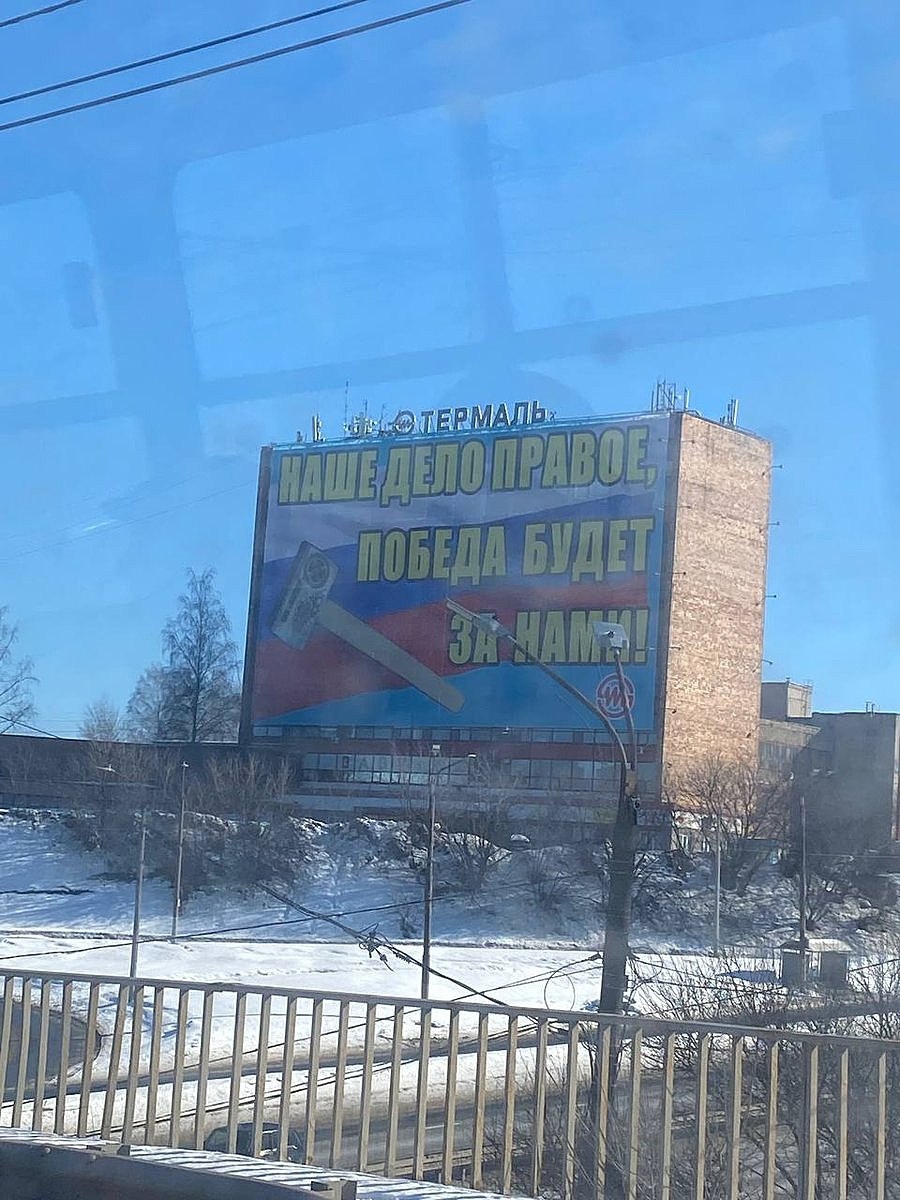 ТЕРМАЛЬ
НАШЕ ДЕЛО ПРАВОЕ,
ПОБЕДА БУДЕТ
ЗА НАМИ!